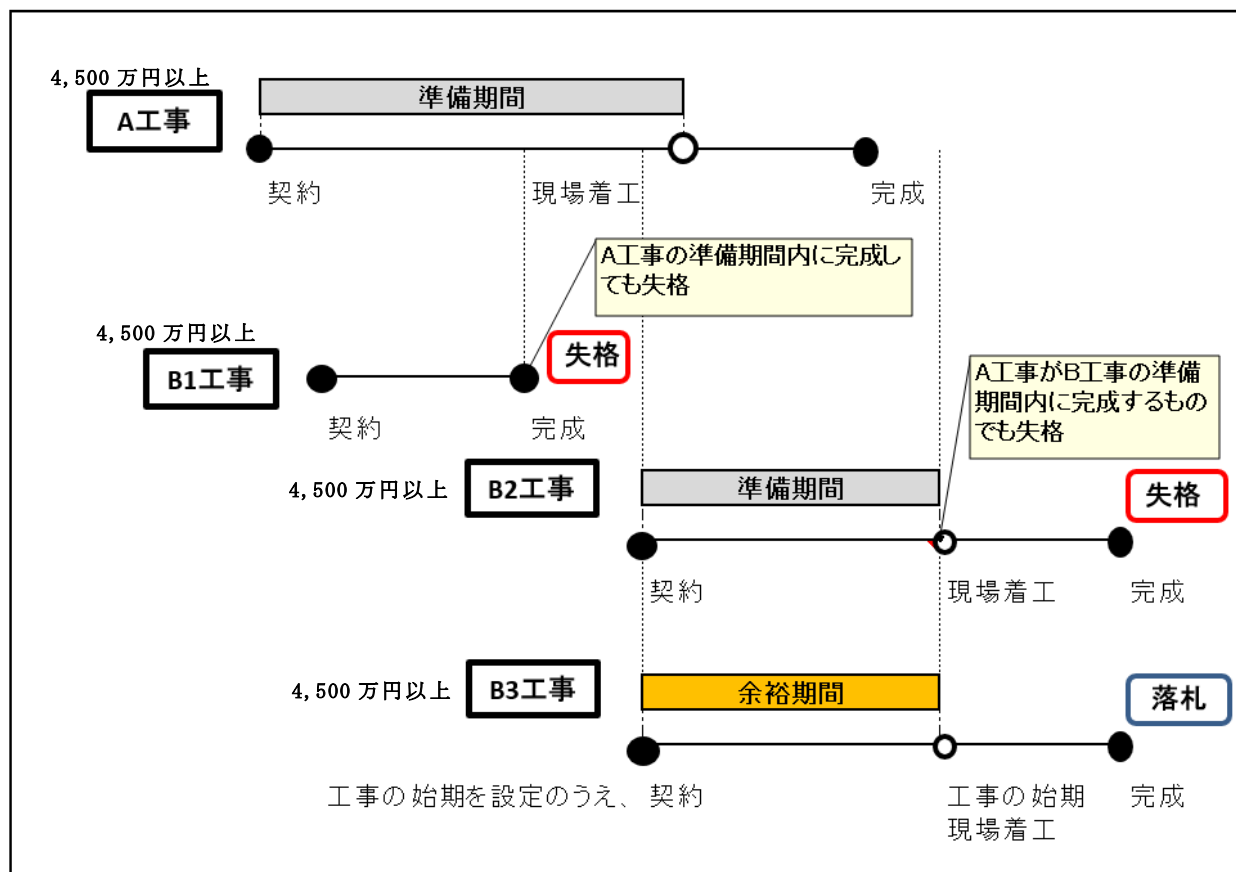 4,500 万円以上
準備期間
A工事
契約
現場着工
完成
A工事の準備期間内に完成し
ても失格
4,500 万円以上
失格
B1工事
A工事がB工事の準備
期間内に完成するもの
でも失格
契約
完成
4,500 万円以上
B2工事
準備期間
失格
契約
現場着工
完成
4,500 万円以上
B3工事
余裕期間
落札
工事の始期を設定のうえ、契約
工事の始期
現場着工
完成